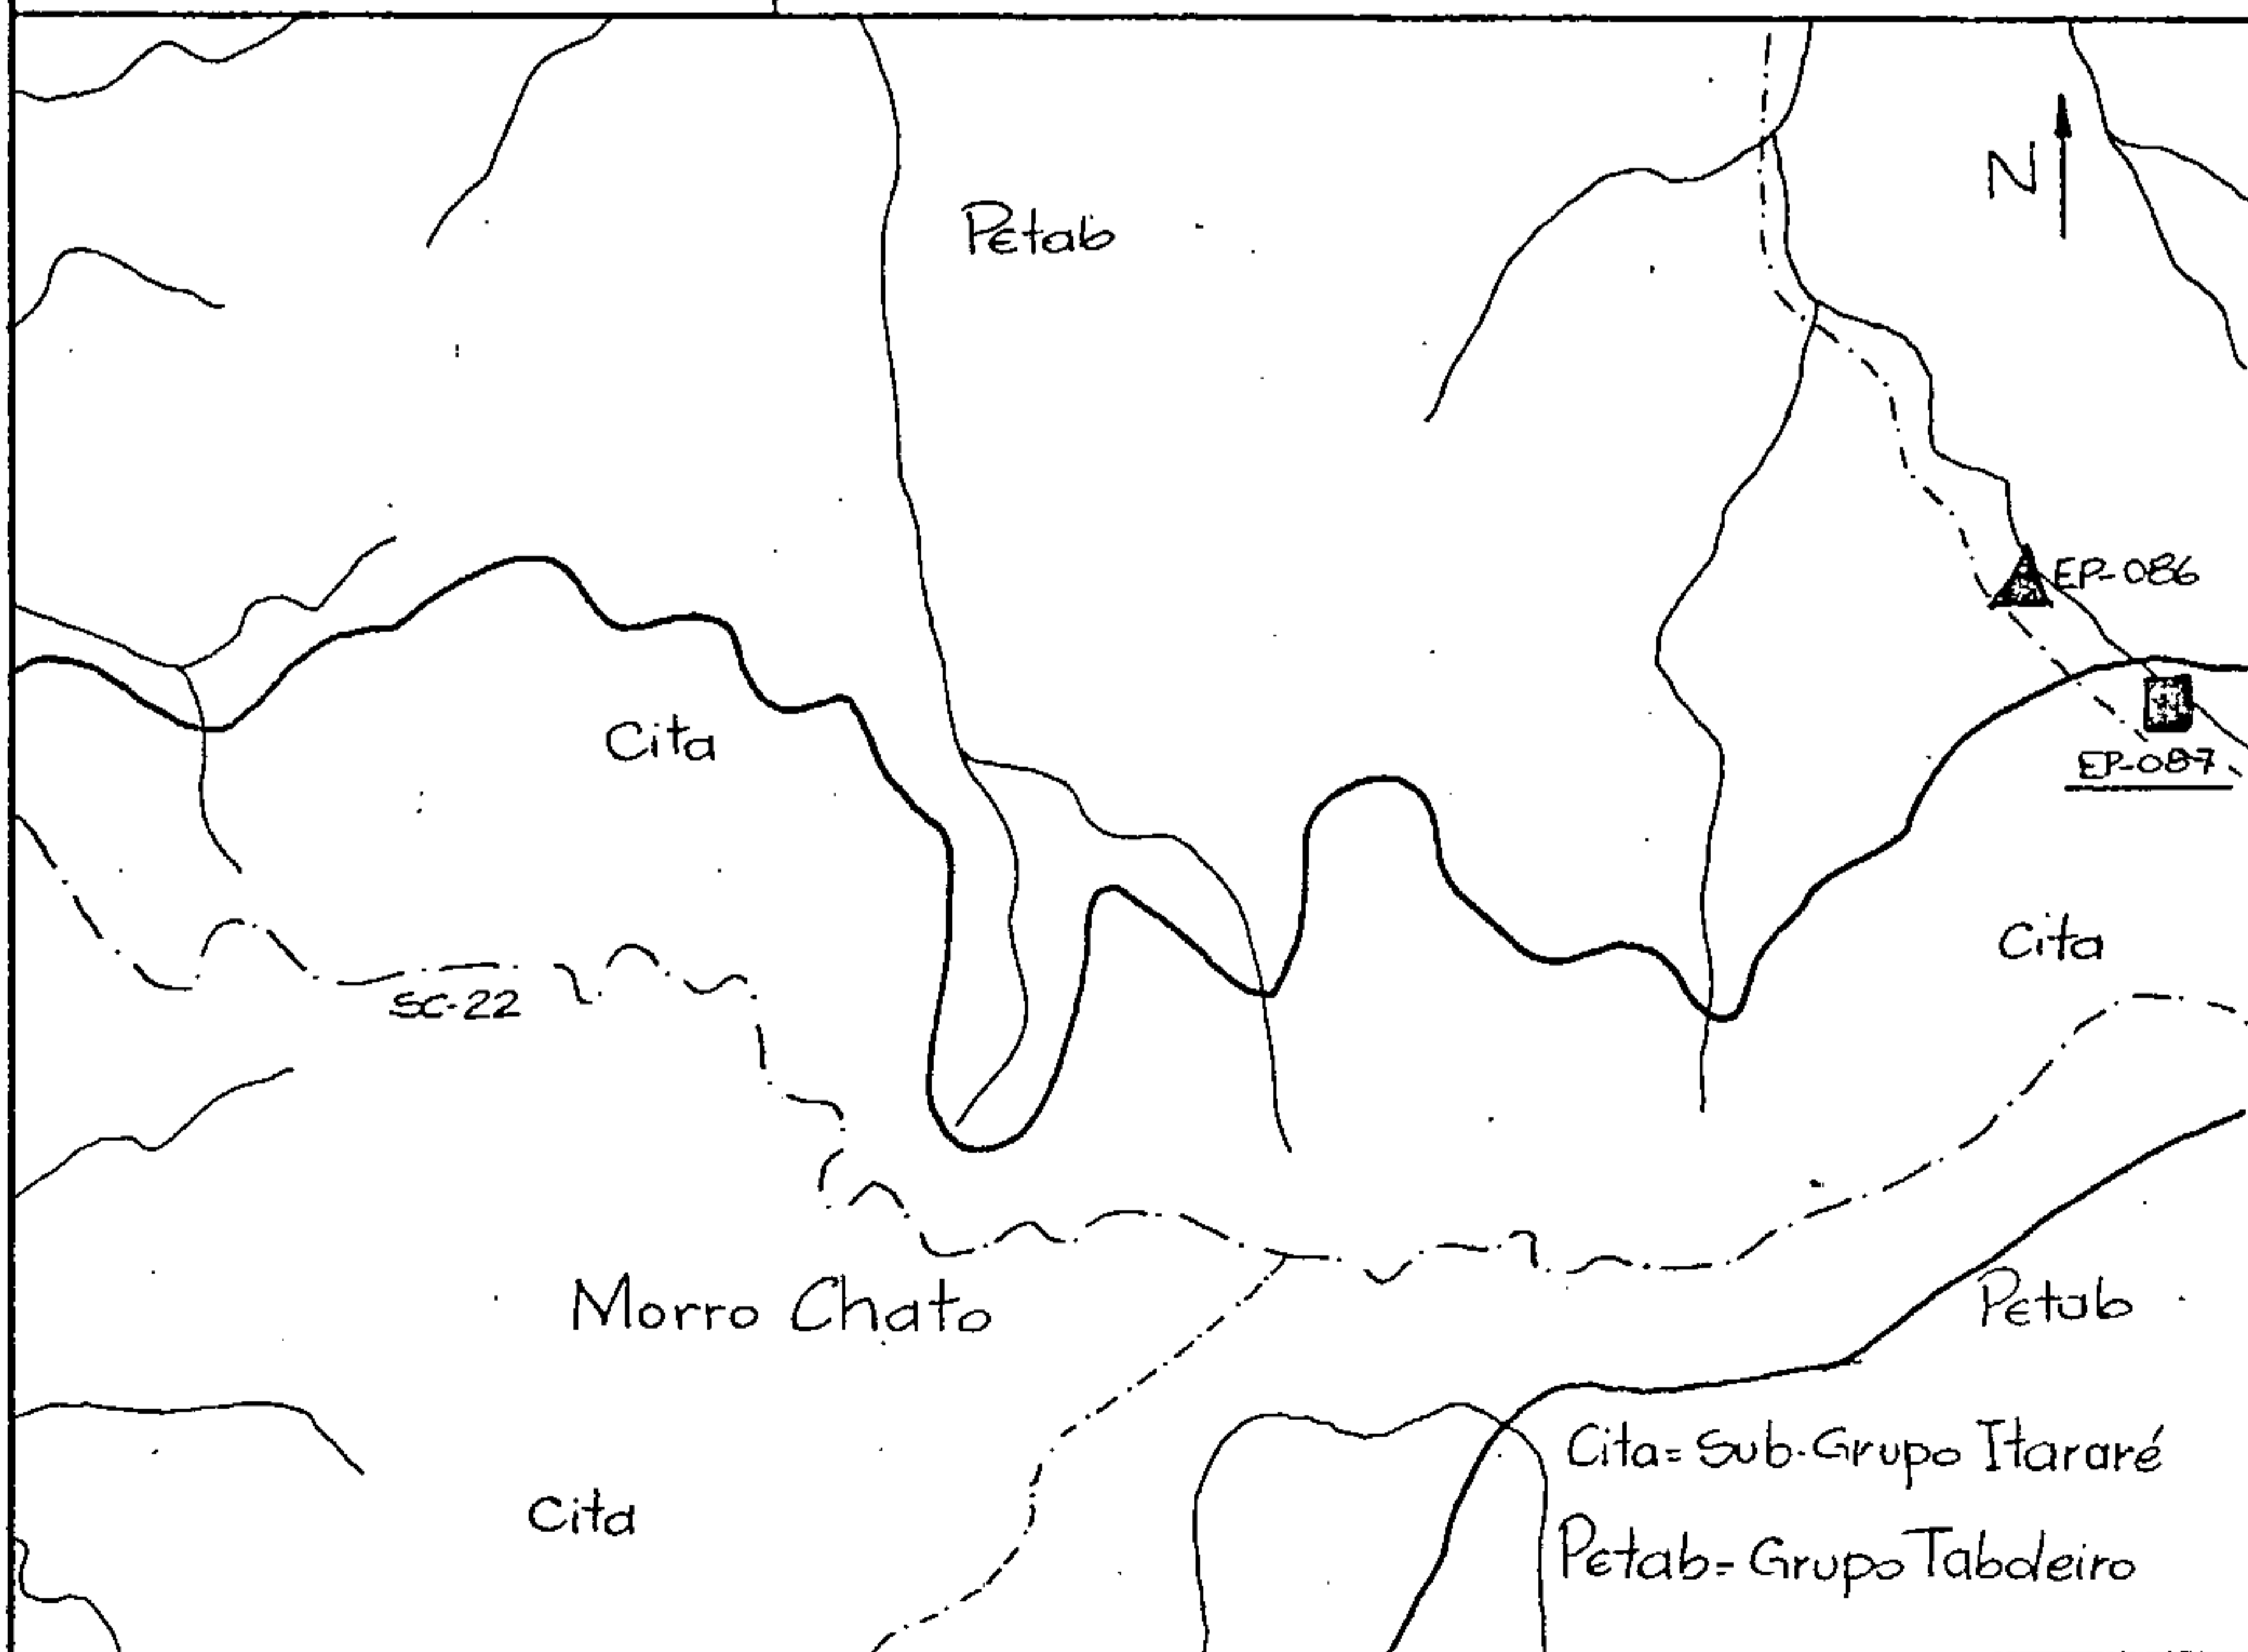 Petab
N
EP-086
Cita
EP-087
Cita
SC-22
Morro Chato
Petab
Cita= Sub-Grupo Itararé
Cita
Petab= Grupo Taboleiro